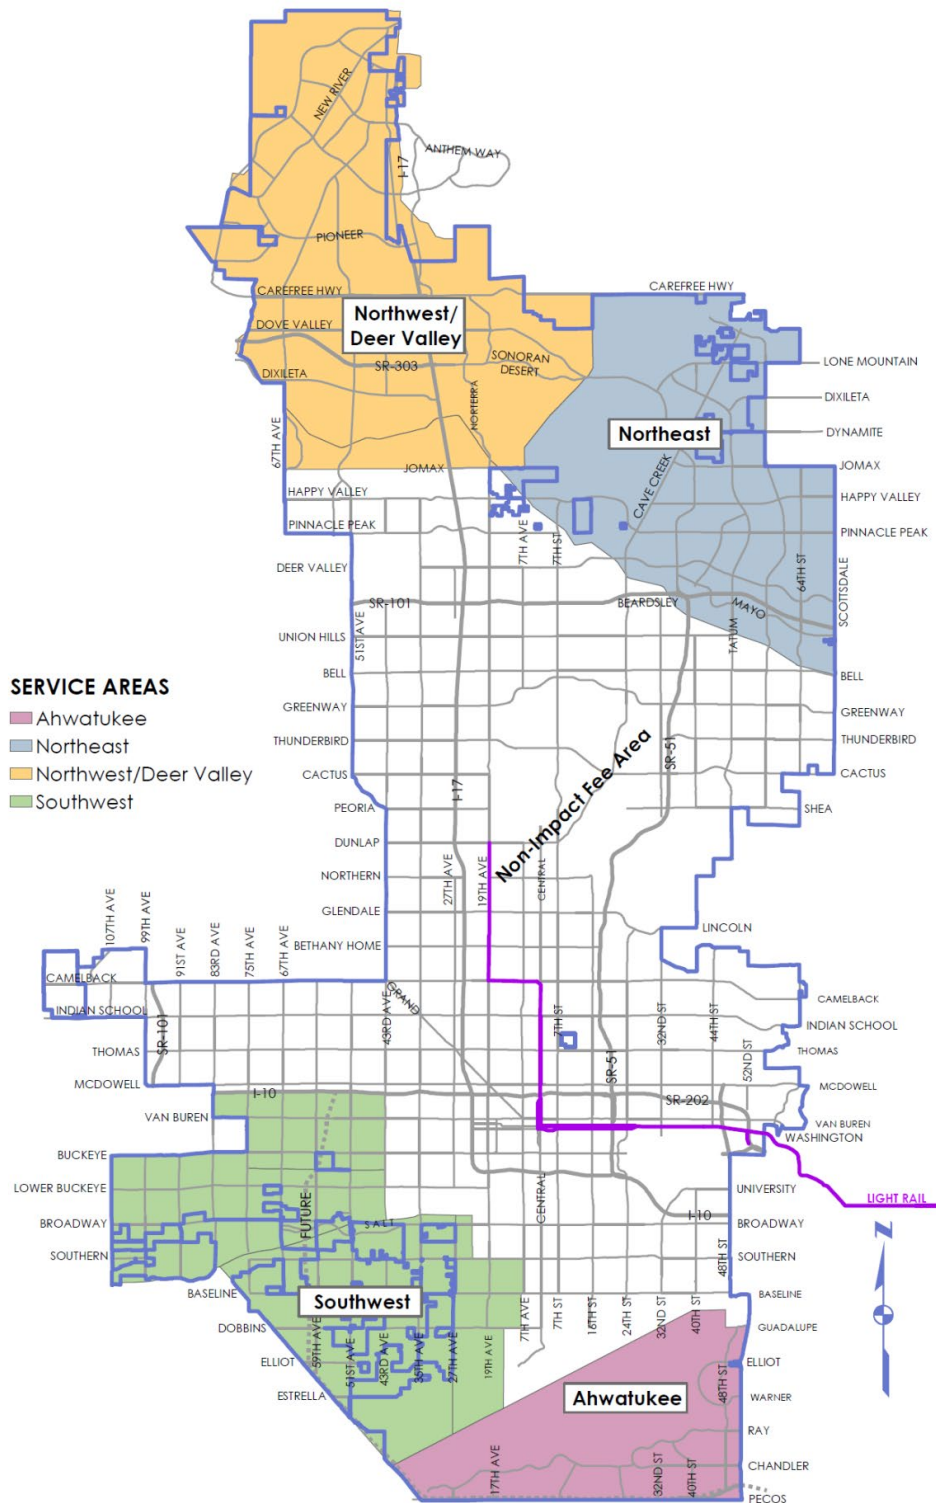 NEW RIVER
ANTHEM WAY
I-17
PIONEER
CAREFREE HWY
CAREFREE HWY
Northwest/
Deer Valley
DOVE VALLEY
SR-303
SONORAN
DESERT
LONE MOUNTAIN
DIXILETA
NORTERRA
DIXILETA
67TH AVE
Northeast
DYNAMITE
JOMAX
JOMAX
HAPPY VALLEY
CAVE CREEK
HAPPY VALLEY
PINNACLE PEAK
7TH AVE
7TH ST
PINNACLE PEAK
DEER VALLEY
64TH ST
SCOTTSDALE
SR-101
BEARDSLEY
MAYO
51ST AVE
UNION HILLS
TATUM
BELL
BELL
SERVICE AREAS
Ahwatukee
Northeast
Northwest/Deer Valley
Southwest
GREENWAY
GREENWAY
THUNDERBIRD
THUNDERBIRD
SR-51
Non-Impact Fee Area
CACTUS
CACTUS
I-17
PEORIA
SHEA
DUNLAP
27TH AVE
19TH AVE
CENTRAL
NORTHERN
GLENDALE
107TH AVE
99TH AVE
91ST AVE
83RD AVE
75TH AVE
67TH AVE
BETHANY HOME
LINCOLN
CAMELBACK
INDIAN SCHOOL
SR-101
GRAND
43RD AVE
7TH ST
SR-51
32ND ST
44TH ST
52ND ST
CAMELBACK
INDIAN SCHOOL
THOMAS
THOMAS
MCDOWELL
I-10
SR-202
MCDOWELL
VAN BUREN
VAN BUREN
WASHINGTON
BUCKEYE
LOWER BUCKEYE
UNIVERSITY
LIGHT RAIL
FUTURE
CENTRAL
I-10
BROADWAY
SALT
BROADWAY
SOUTHERN
48TH ST
SOUTHERN
BASELINE
Southwest
BASELINE
DOBBINS
7TH AVE
7TH ST
16TH ST
24TH ST
32ND ST
40TH ST
GUADALUPE
59TH AVE
51ST AVE
43RD AVE
35TH AVE
27TH AVE
19TH AVE
ELLIOT
ELLIOT
48TH ST
ESTRELLA
Ahwatukee
WARNER
RAY
17TH AVE
32ND ST
40TH ST
CHANDLER
PECOS
N